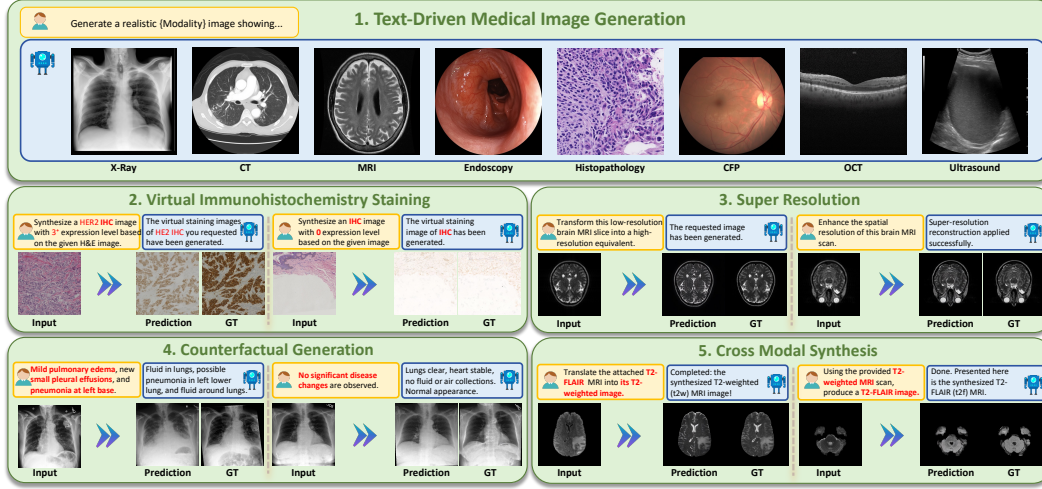 1. Text-Driven Medical Image Generation
Generate a realistic {Modality} image showing...
X-Ray
CT
MRI
Endoscopy
Histopathology
CFP
OCT
Ultrasound
2. Virtual Immunohistochemistry Staining
Synthesize a HER2 IHC image
with 3+ expression level based
on the given H&E image.
The virtual staining images
of HE2 IHC you requested
have been generated.
Synthesize an IHC image
with 0 expression level
based on the given image
The virtual staining
image of IHC has been
generated.
Input
Prediction
GT
Input
Prediction
GT
3. Super Resolution
Transform this low-resolution
brain MRI slice into a high-
resolution equivalent.
The requested image
has been generated.
Enhance the spatial
resolution of this brain MRI
scan.
Super-resolution
reconstruction applied
successfully.
Input
Prediction
GT
Input
Prediction
GT
4. Counterfactual Generation
Mild pulmonary edema, new
small pleural effusions, and
pneumonia at left base.
Fluid in lungs, possible
pneumonia in left lower
lung, and fluid around lungs.
No significant disease
changes are observed.
Lungs clear, heart stable,
no fluid or air collections.
Normal appearance.
Input
Prediction
GT
Input
Prediction
GT
5. Cross Modal Synthesis
Translate the attached T2-
FLAIR MRI into its T2-
weighted image.
Completed: the
synthesized T2-weighted
(t2w) MRI image!
Using the provided T2-
weighted MRI scan,
produce a T2-FLAIR image.
Done. Presented here
is the synthesized T2-
FLAIR (t2f) MRI.
Input
Prediction
GT
Input
Prediction
GT